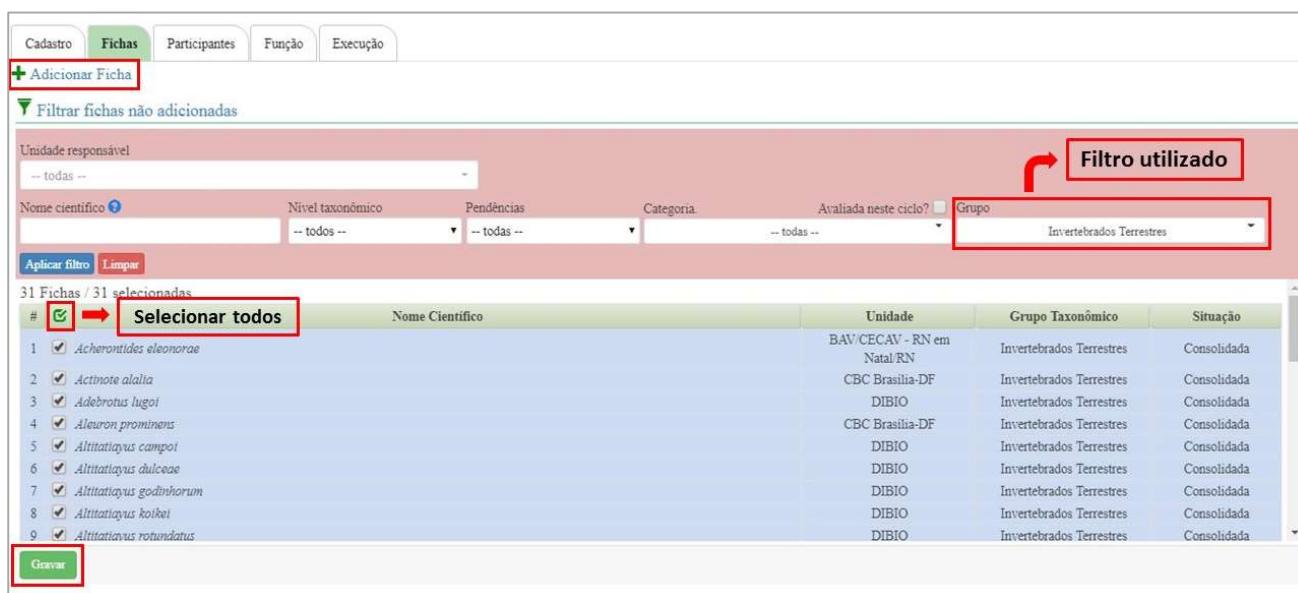 Cadastro Fichas Participantes Função Execução
Adicionar Ficha
Filtrar fichas não adicionadas
Unidade responsável
-- todas --
Filtro utilizado
Nome científico Nível taxonômico Pendências Categoria Avaliada neste ciclo? Grupo
-- todos -- -- todas -- -- todas -- Invertebrados Terrestres
Aplicar filtro Limpar
31 Fichas / 31 selecionadas
# Selecionar todos Nome Científico Unidade Grupo Taxonômico Situação
1 Acherontides eleonorae BAV/CECAV - RN em Natal/RN Invertebrados Terrestres Consolidada
2 Actinote alalia CBC Brasilia-DF Invertebrados Terrestres Consolidada
3 Adebrotus lugoi DIBIO Invertebrados Terrestres Consolidada
4 Aleuron prominens CBC Brasilia-DF Invertebrados Terrestres Consolidada
5 Altitatiayus campoi DIBIO Invertebrados Terrestres Consolidada
6 Altitatiayus dulceae DIBIO Invertebrados Terrestres Consolidada
7 Altitatiayus godinhorum DIBIO Invertebrados Terrestres Consolidada
8 Altitatiayus koikei DIBIO Invertebrados Terrestres Consolidada
9 Altitatiayus rotundatus DIBIO Invertebrados Terrestres Consolidada
Gravar